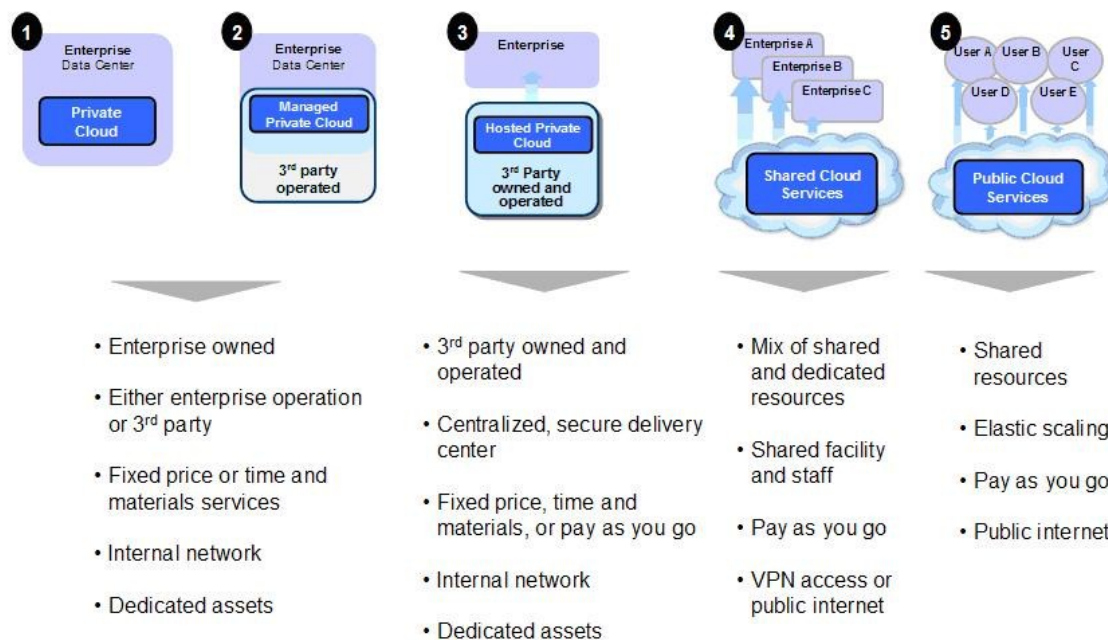 1
Enterprise
Data Center
Private
Cloud
2
Enterprise
Data Center
Managed
Private Cloud
3rd party
operated
3
Enterprise
Hosted Private
Cloud
3rd Party
owned and
operated
4
Enterprise A
Enterprise B
Enterprise C
Shared Cloud
Services
5
User A
User B
User
C
User D
User E
Public Cloud
Services
• Enterprise owned
• Either enterprise operation
or 3rd party
• Fixed price or time and
materials services
• Internal network
• Dedicated assets
• 3rd party owned and
operated
• Centralized, secure delivery
center
• Fixed price, time and
materials, or pay as you go
• Internal network
• Dedicated assets
• Mix of shared
and dedicated
resources
• Shared facility
and staff
• Pay as you go
• VPN access or
public internet
• Shared
resources
• Elastic scaling
• Pay as you go
• Public internet